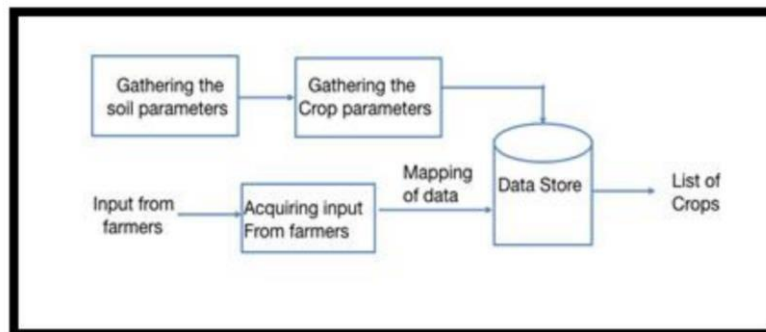 Gathering the
soil parameters
Gathering the
Crop parameters
Input from
farmers
Acquiring input
From farmers
Mapping
of data
Data Store
List of
Crops